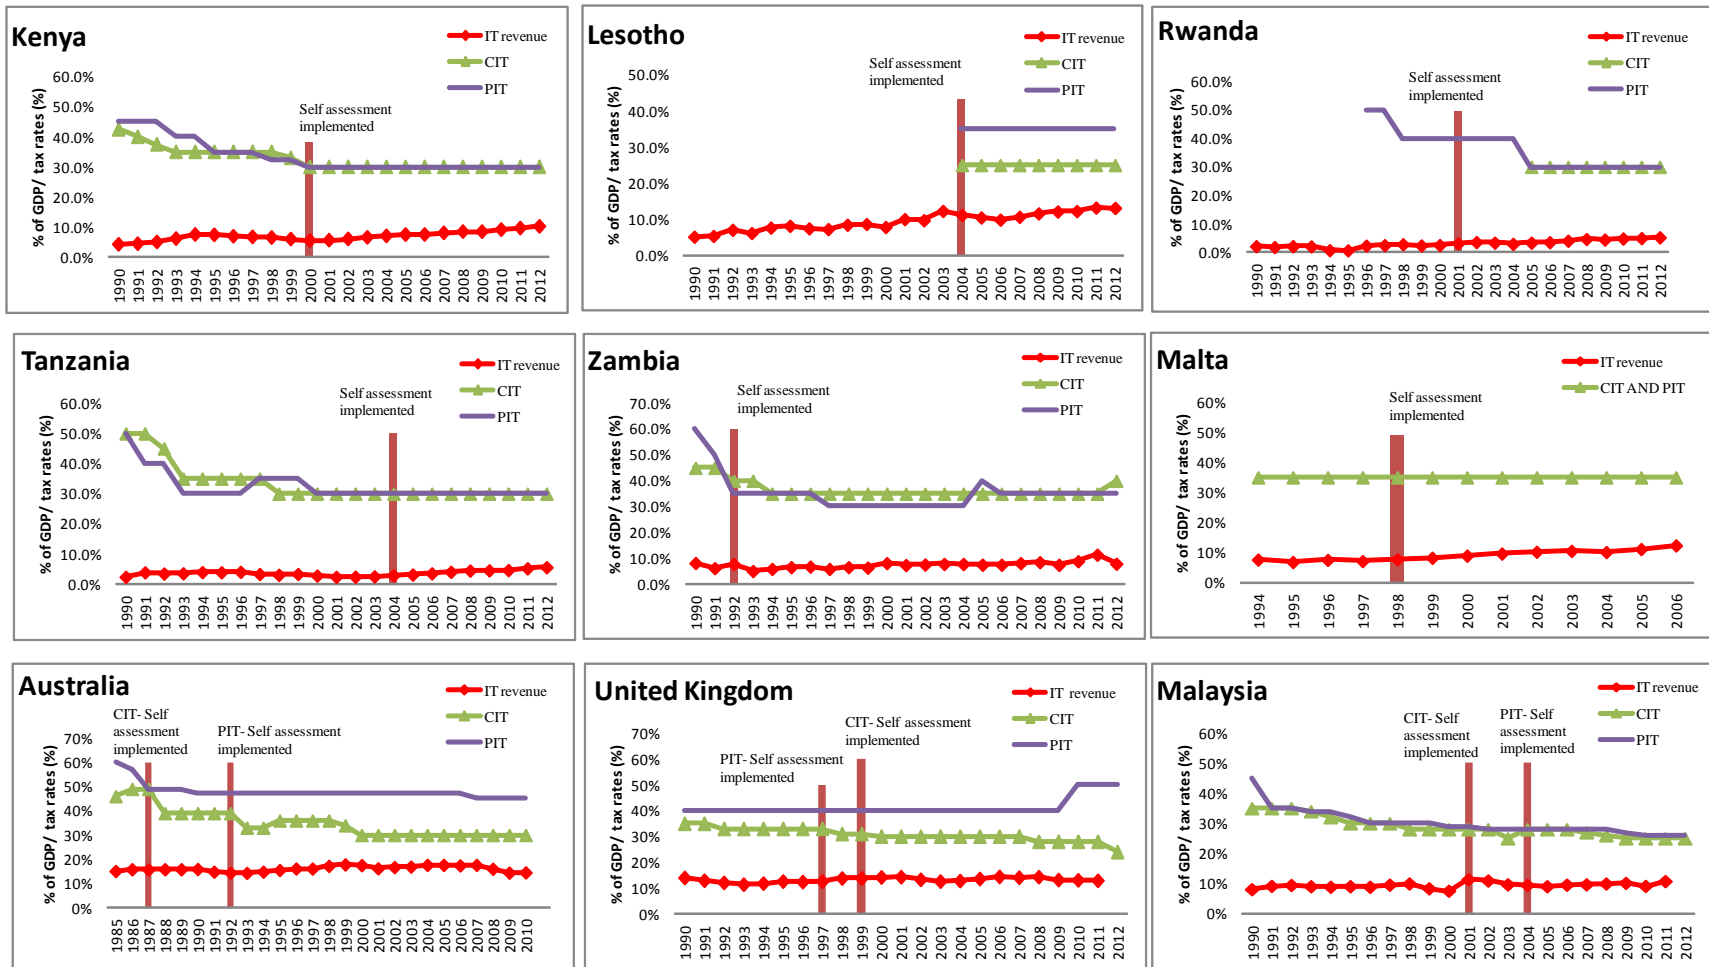 Kenya
IT revenue
CIT
PIT
Self assessment
implemented
% of GDP/ tax rates (%)
60.0%
50.0%
40.0%
30.0%
20.0%
10.0%
0.0%
1990 1991 1992 1993 1994 1995 1996 1997 1998 1999 2000 2001 2002 2003 2004 2005 2006 2007 2008 2009 2010 2011 2012
Lesotho
IT revenue
CIT
PIT
Self assessment
implemented
% of GDP/ tax rates (%)
50.0%
40.0%
30.0%
20.0%
10.0%
0.0%
1990 1991 1992 1993 1994 1995 1996 1997 1998 1999 2000 2001 2002 2003 2004 2005 2006 2007 2008 2009 2010 2011 2012
Rwanda
IT revenue
CIT
PIT
Self assessment
implemented
% of GDP/ tax rates (%)
60.0%
50.0%
40.0%
30.0%
20.0%
10.0%
0.0%
1990 1991 1992 1993 1994 1995 1996 1997 1998 1999 2000 2001 2002 2003 2004 2005 2006 2007 2008 2009 2010 2011 2012
Tanzania
IT revenue
CIT
PIT
Self assessment
implemented
% of GDP/ tax rates (%)
60.0%
50.0%
40.0%
30.0%
20.0%
10.0%
0.0%
1990 1991 1992 1993 1994 1995 1996 1997 1998 1999 2000 2001 2002 2003 2004 2005 2006 2007 2008 2009 2010 2011 2012
Zambia
IT revenue
CIT
PIT
Self assessment
implemented
% of GDP/ tax rates (%)
70.0%
60.0%
50.0%
40.0%
30.0%
20.0%
10.0%
0.0%
1990 1991 1992 1993 1994 1995 1996 1997 1998 1999 2000 2001 2002 2003 2004 2005 2006 2007 2008 2009 2010 2011 2012
Malta
IT revenue
CIT AND PIT
Self assessment
implemented
% of GDP/ tax rates (%)
60%
50%
40%
30%
20%
10%
0%
1994 1995 1996 1997 1998 1999 2000 2001 2002 2003 2004 2005 2006
Australia
IT revenue
CIT
PIT
CIT- Self
assessment
implemented
PIT- Self assessment
implemented
% of GDP/ tax rates (%)
70%
60%
50%
40%
30%
20%
10%
0%
1985 1986 1987 1988 1989 1990 1991 1992 1993 1994 1995 1996 1997 1998 1999 2000 2001 2002 2003 2004 2005 2006 2007 2008 2009 2010
United Kingdom
IT revenue
CIT
PIT
CIT- Self assessment
implemented
PIT- Self assessment
implemented
% of GDP/ tax rates (%)
70%
60%
50%
40%
30%
20%
10%
0%
1990 1991 1992 1993 1994 1995 1996 1997 1998 1999 2000 2001 2002 2003 2004 2005 2006 2007 2008 2009 2010 2011 2012
Malaysia
IT revenue
CIT
PIT
CIT- Self
assessment
implemented
PIT- Self
assessment
implemented
% of GDP/ tax rates (%)
60%
50%
40%
30%
20%
10%
0%
1990 1991 1992 1993 1994 1995 1996 1997 1998 1999 2000 2001 2002 2003 2004 2005 2006 2007 2008 2009 2010 2011 2012